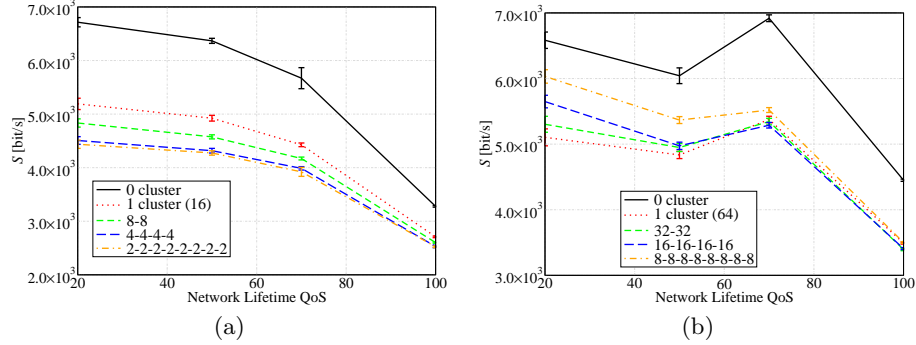 7.0×10³
6.0×10³
5.0×10³
4.0×10³
3.0×10³
2.0×10³
S [bit/s]
0 cluster
1 cluster (16)
8-8
4-4-4-4
2-2-2-2-2-2-2-2
20 40 60 80 100
Network Lifetime QoS
(a)
7.0×10³
6.0×10³
5.0×10³
4.0×10³
3.0×10³
S [bit/s]
0 cluster
1 cluster (64)
32-32
16-16-16-16
8-8-8-8-8-8-8-8
20 40 60 80 100
Network Lifetime QoS
(b)